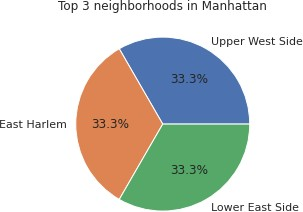 Top 3 neighborhoods in Manhattan
Upper West Side
33.3%
East Harlem
33.3%
33.3%
Lower East Side